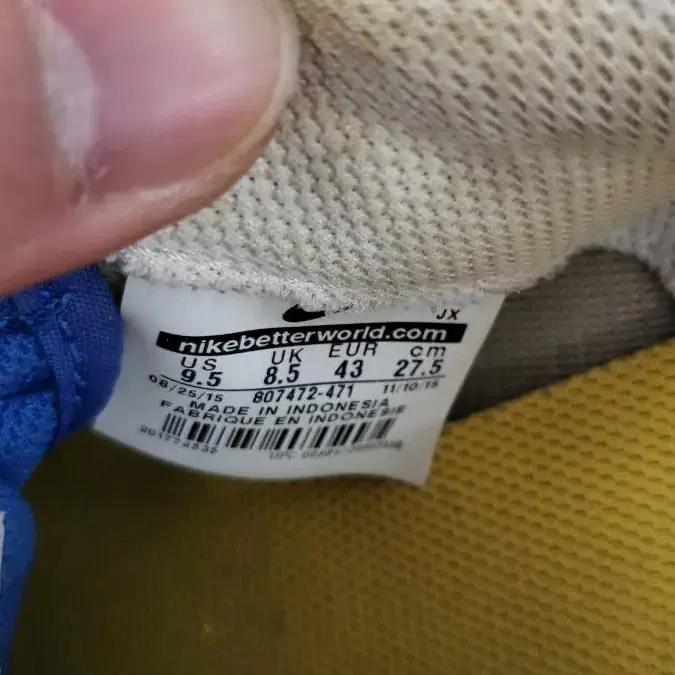 JX
nikebetterworld.com
US UK EUR cm
9.5 8.5 43 27.5
08/25/15 807472-471 11/10/15
MADE IN INDONESIA
FABRIQUE EN INDONESIE
UPC